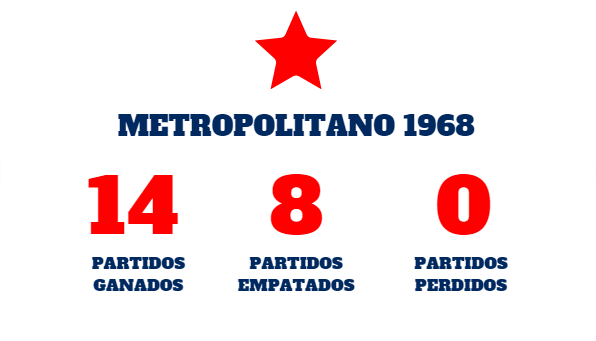 METROPOLITANO 1968
14 8 0
PARTIDOS PARTIDOS PARTIDOS
GANADOS EMPATADOS PERDIDOS